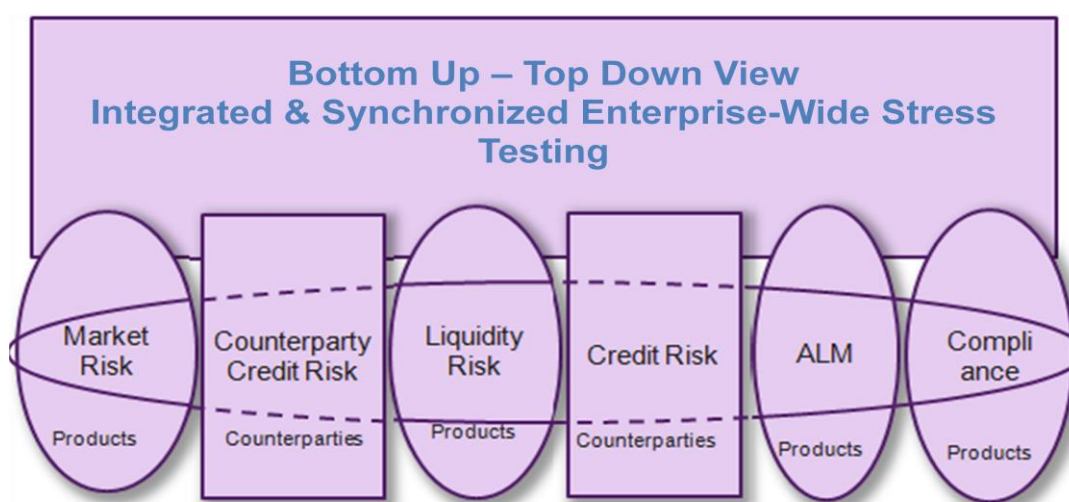 Bottom Up – Top Down View
Integrated & Synchronized Enterprise-Wide Stress
Testing
Market
Risk
Products
Counterparty
Credit Risk
Counterparties
Liquidity
Risk
Products
Credit Risk
Counterparties
ALM
Products
Compli
ance
Products